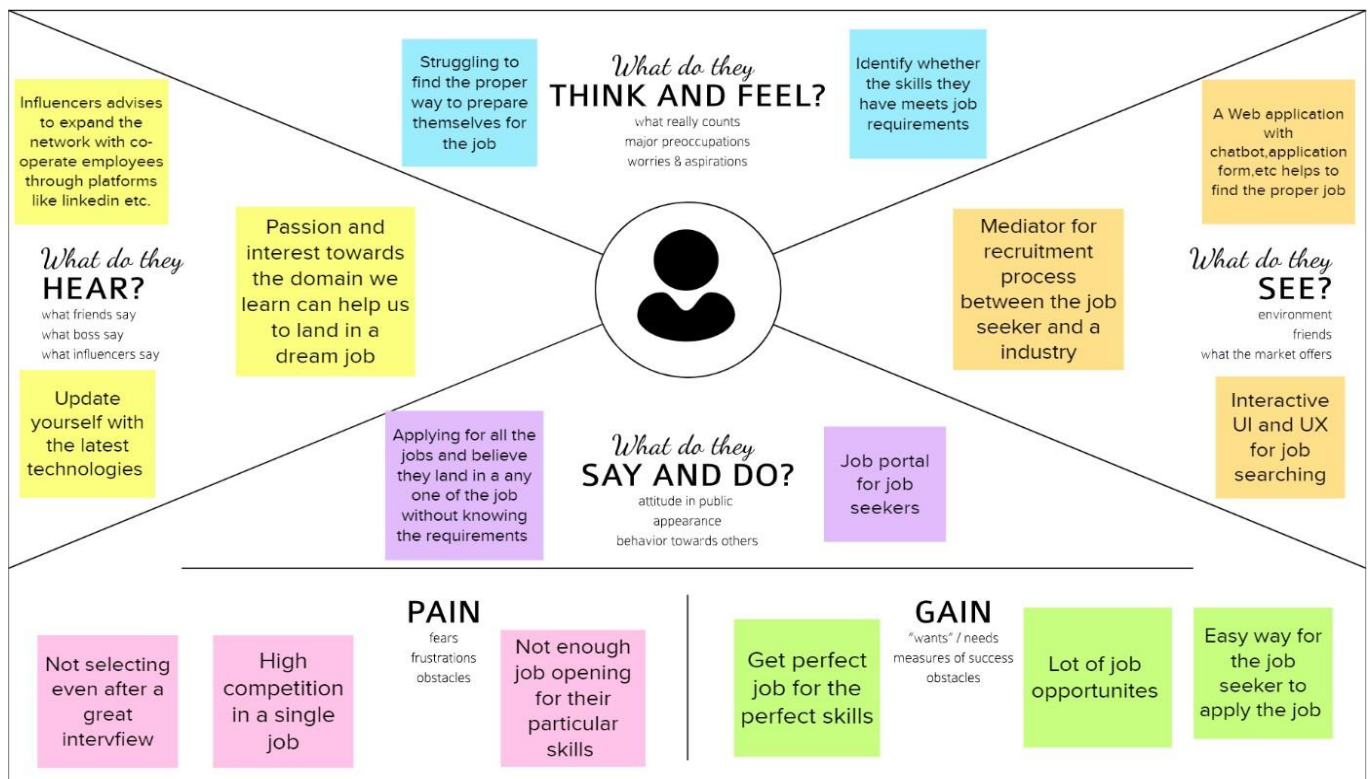 Struggling to
find the proper
way to prepare
themselves for
the job
What do they
THINK AND FEEL?
what really counts
major preoccupations
worries & aspirations
Identify whether
the skills they
have meets job
requirements
Influencers advises
to expand the
network with co-
operate employees
through platforms
like linkedin etc.
Passion and
interest towards
the domain we
learn can help us
to land in a
dream job
What do they
HEAR?
what friends say
what boss say
what influencers say
Update
yourself with
the latest
technologies
A Web application
with
chatbot,application
form,etc helps to
find the proper job
Mediator for
recruitment
process
between the job
seeker and a
industry
What do they
SEE?
environment
friends
what the market offers
Interactive
UI and UX
for job
searching
Applying for all the
jobs and believe
they land in a any
one of the job
without knowing
the requirements
What do they
SAY AND DO?
attitude in public
appearance
behavior towards others
Job portal
for job
seekers
PAIN
fears
frustrations
obstacles
Not selecting
even after a
great
intervfiew
High
competition
in a single
job
Not enough
job opening
for their
particular
skills
GAIN
"wants" / needs
measures of success
obstacles
Get perfect
job for the
perfect skills
Lot of job
opportunites
Easy way for
the job
seeker to
apply the job